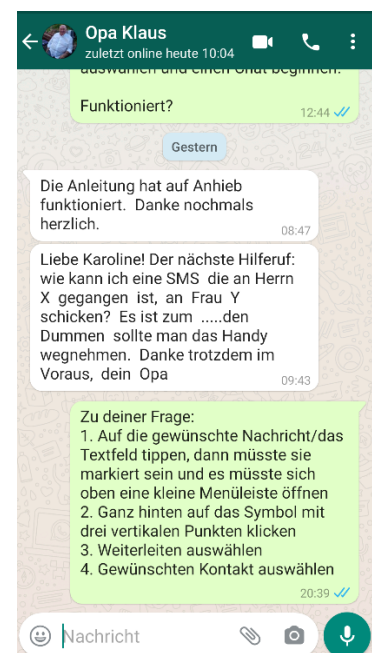 Opa Klaus
zuletzt online heute 10:04
auswählen und einen Chat beginnen.
Funktioniert?
12:44
Gestern
Die Anleitung hat auf Anhieb
funktioniert. Danke nochmals
herzlich.
08:47
Liebe Karoline! Der nächste Hilferuf:
wie kann ich eine SMS die an Herrn
X gegangen ist, an Frau Y
schicken? Es ist zum .....den
Dummen sollte man das Handy
wegnehmen. Danke trotzdem im
Voraus, dein Opa
09:43
Zu deiner Frage:
1. Auf die gewünschte Nachricht/das
Textfeld tippen, dann müsste sie
markiert sein und es müsste sich
oben eine kleine Menüleiste öffnen
2. Ganz hinten auf das Symbol mit
drei vertikalen Punkten klicken
3. Weiterleiten auswählen
4. Gewünschten Kontakt auswählen
20:39
Nachricht